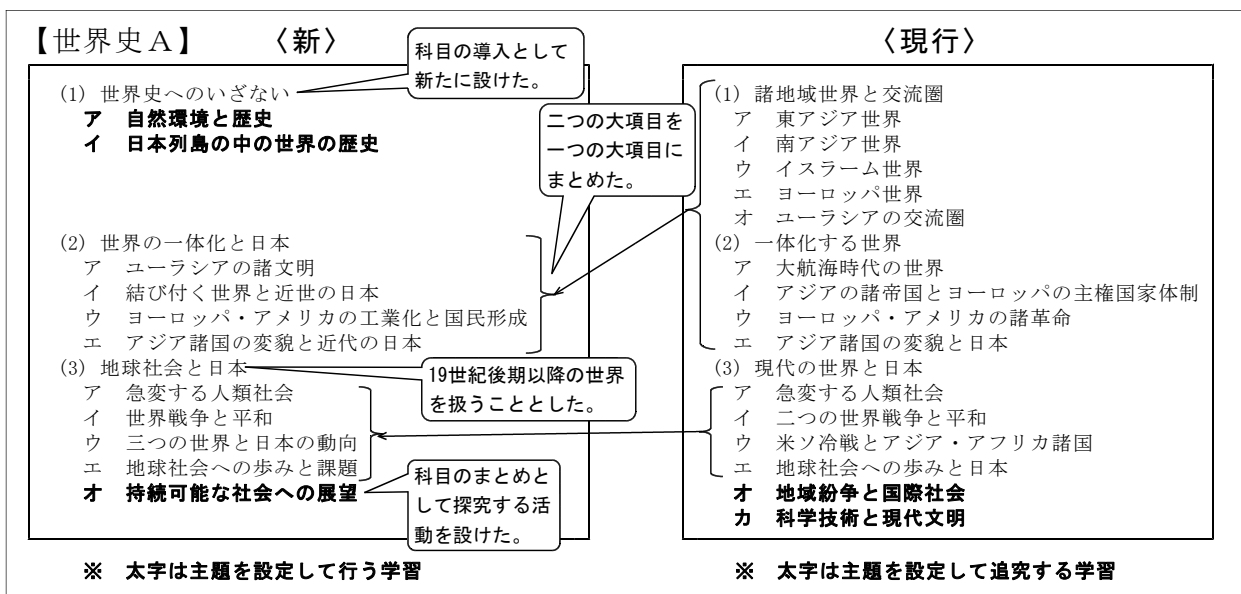 【世界史Ａ】 〈新〉
科目の導入として
新たに設けた。
(1) 世界史へのいざない
ア 自然環境と歴史
イ 日本列島の中の世界の歴史
二つの大項目を
一つの大項目に
まとめた。
(2) 世界の一体化と日本
ア ユーラシアの諸文明
イ 結び付く世界と近世の日本
ウ ヨーロッパ・アメリカの工業化と国民形成
エ アジア諸国の変貌と近代の日本
(3) 地球社会と日本
19世紀後期以降の世界
を扱うこととした。
ア 急変する人類社会
イ 世界戦争と平和
ウ 三つの世界と日本の動向
エ 地球社会への歩みと課題
オ 持続可能な社会への展望
科目のまとめと
して探究する活
動を設けた。
※ 太字は主題を設定して行う学習
〈現行〉
(1) 諸地域世界と交流圏
ア 東アジア世界
イ 南アジア世界
ウ イスラーム世界
エ ヨーロッパ世界
オ ユーラシアの交流圏
(2) 一体化する世界
ア 大航海時代の世界
イ アジアの諸帝国とヨーロッパの主権国家体制
ウ ヨーロッパ・アメリカの諸革命
エ アジア諸国の変貌と日本
(3) 現代の世界と日本
ア 急変する人類社会
イ 二つの世界戦争と平和
ウ 米ソ冷戦とアジア・アフリカ諸国
エ 地球社会への歩みと日本
オ 地域紛争と国際社会
カ 科学技術と現代文明
※ 太字は主題を設定して追究する学習